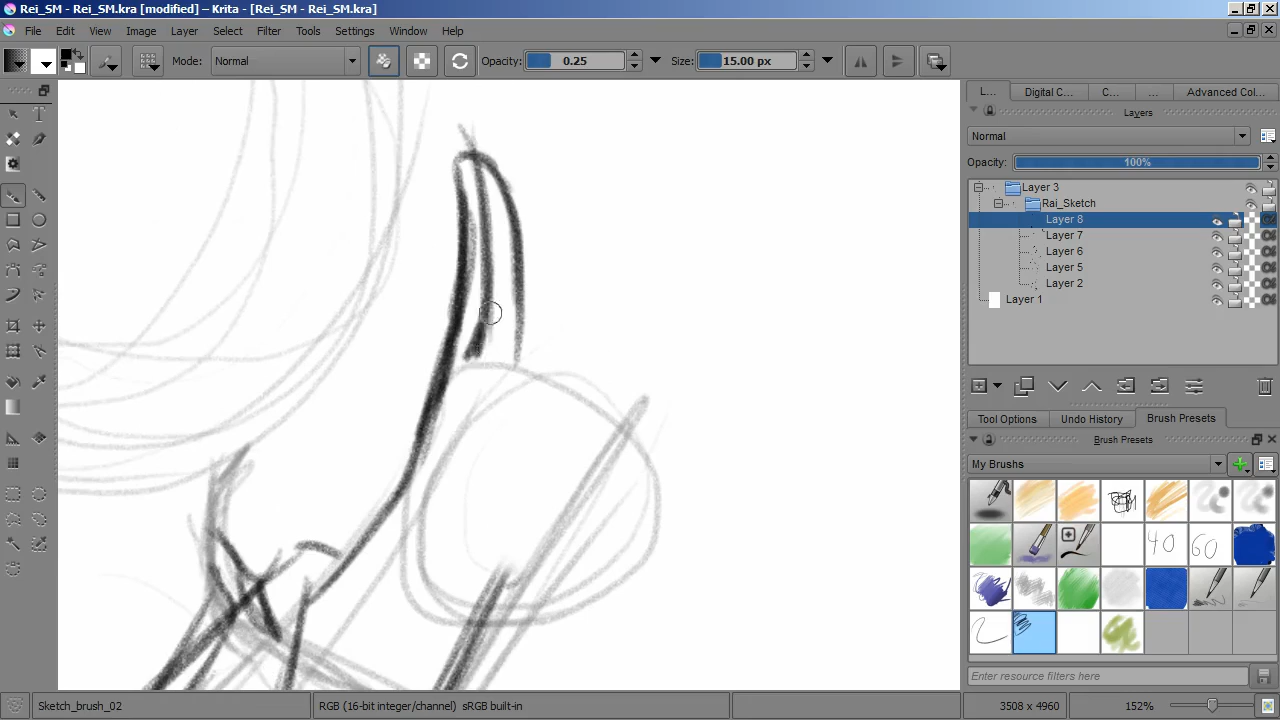 Rei_SM - Rei_SM.kra [modified] – Krita - [Rei_SM - Rei_SM.kra]
File Edit View Image Layer Select Filter Tools Settings Window Help
Mode: Normal Opacity: 0.25 Size: 15.00 px
L... Digital C... C... ... Advanced Col...
Layers
Normal
Opacity: 100%
Layer 3
Rai_Sketch
Layer 8
Layer 7
Layer 6
Layer 5
Layer 2
Layer 1
Tool Options Undo History Brush Presets
Brush Presets
My Brushes
40 60
Enter resource filters here
Sketch_brush_02 RGB (16-bit integer/channel) sRGB built-in 3508 x 4960 152%